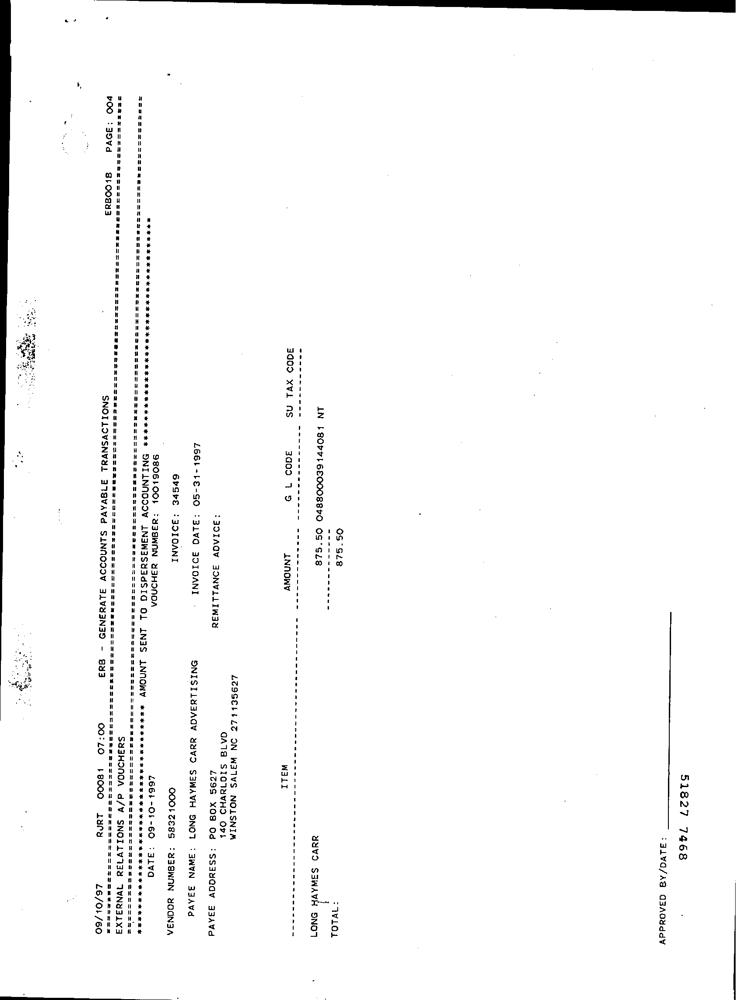 09/10/97 RJRT 00081 07:00 ERB - GENERATE ACCOUNTS PAYABLE TRANSACTIONS ERB001B PAGE: 004
EXTERNAL RELATIONS A/P VOUCHERS
AMOUNT SENT TO DISPERSEMENT ACCOUNTING
DATE: 09-10-1997 VOUCHER NUMBER: 10019086
VENDOR NUMBER: 58321000 INVOICE: 34549
PAYEE NAME: LONG HAYMES CARR ADVERTISING INVOICE DATE: 05-31-1997
PAYEE ADDRESS: PO BOX 5627 REMITTANCE ADVICE:
140 CHARLOIS BLVD
WINSTON SALEM NC 271135627
ITEM AMOUNT G L CODE SU TAX CODE
LONG HAYMES CARR 875.50 048800039144081 NT
TOTAL: 875.50
APPROVED BY/DATE:
51827 7468